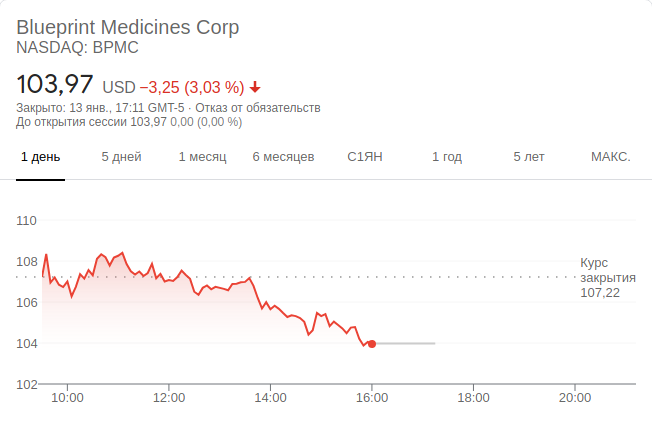 Blueprint Medicines Corp
NASDAQ: BPMC
103,97 USD −3,25 (3,03 %)
Закрыто: 13 янв., 17:11 GMT-5 · Отказ от обязательств
До открытия сессии 103,97 0,00 (0,00 %)
1 день 5 дней 1 месяц 6 месяцев С1ЯН 1 год 5 лет МАКС.
110
108
106
104
102
Курс
закрытия
107,22
10:00 12:00 14:00 16:00 18:00 20:00